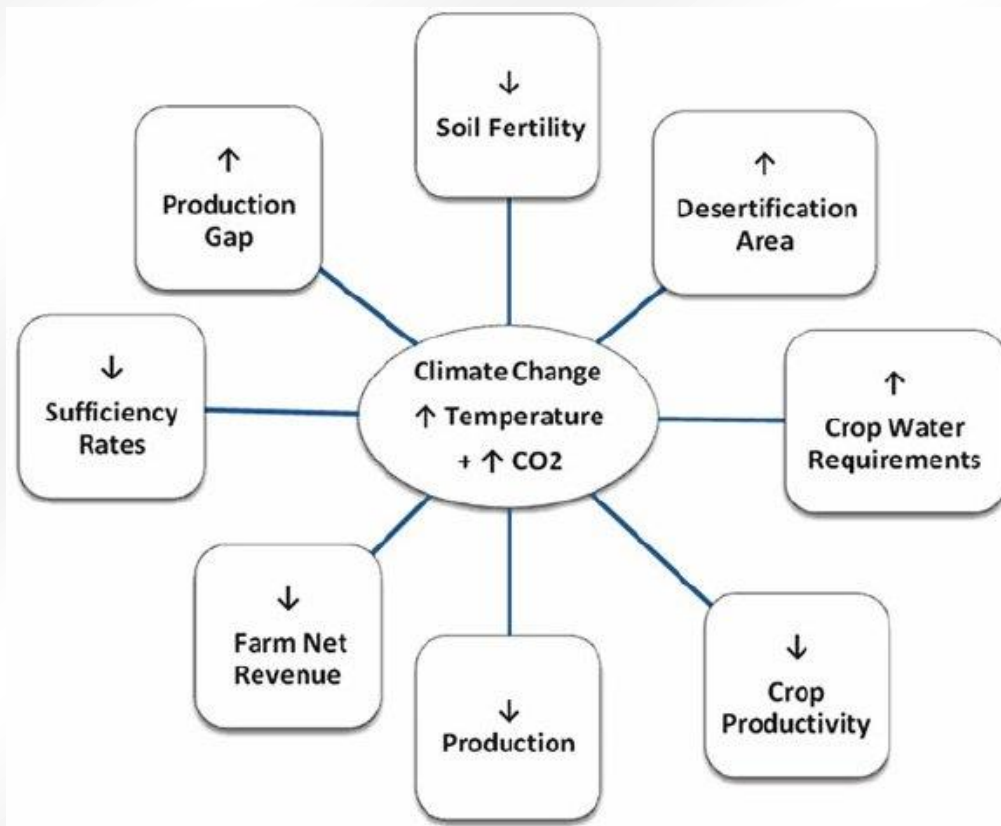 ↓
Soil Fertility
↑
Desertification
Area
↑
Production
Gap
Climate Change
↑ Temperature
+ ↑ CO2
↓
Sufficiency
Rates
↑
Crop Water
Requirements
↓
Farm Net
Revenue
↓
Production
↓
Crop
Productivity